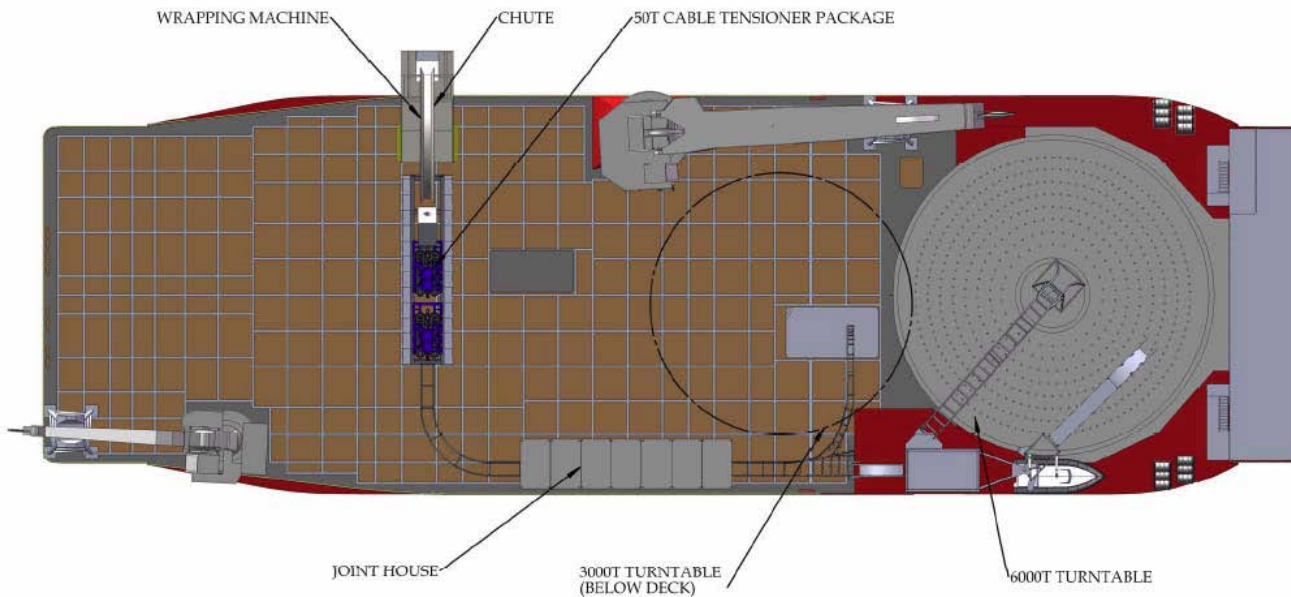 WRAPPING MACHINE
CHUTE
50T CABLE TENSIONER PACKAGE
JOINT HOUSE
3000T TURNTABLE
(BELOW DECK)
6000T TURNTABLE